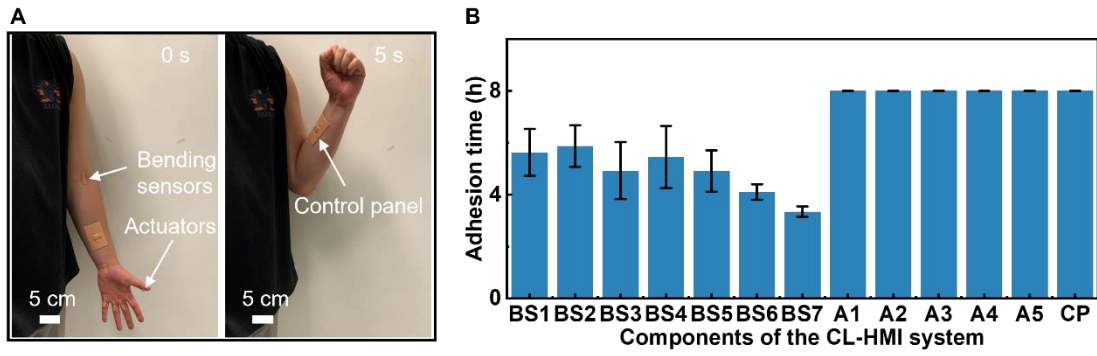 A
0 s
Bending
sensors
Actuators
5 cm
5 s
Control panel
5 cm
B
Adhesion time (h)
8
4
0
BS1 BS2 BS3 BS4 BS5 BS6 BS7 A1 A2 A3 A4 A5 CP
Components of the CL-HMI system